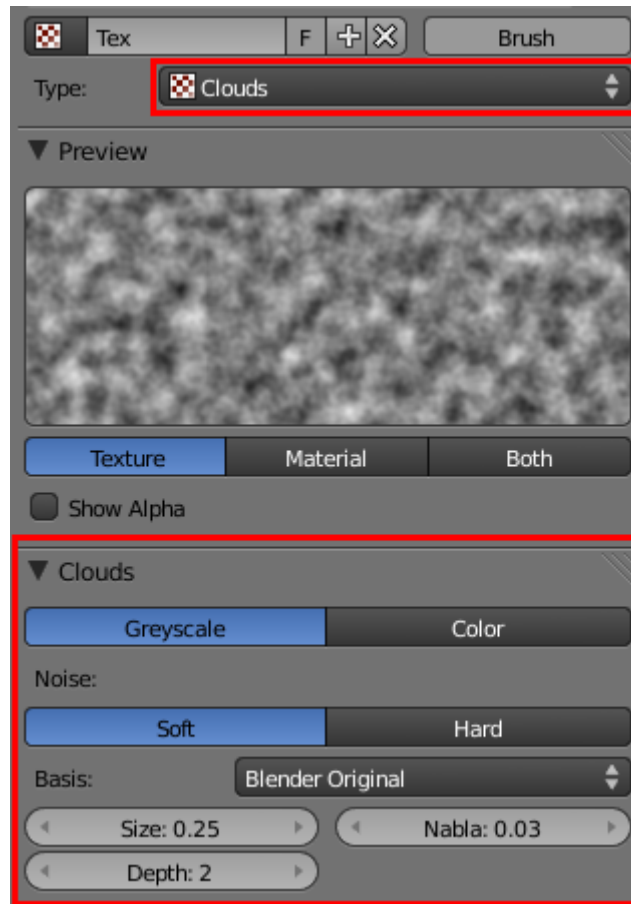 Tex F Brush
Type: Clouds
Preview
Texture Material Both
Show Alpha
Clouds
Greyscale Color
Noise:
Soft Hard
Basis: Blender Original
Size: 0.25 Nabla: 0.03
Depth: 2